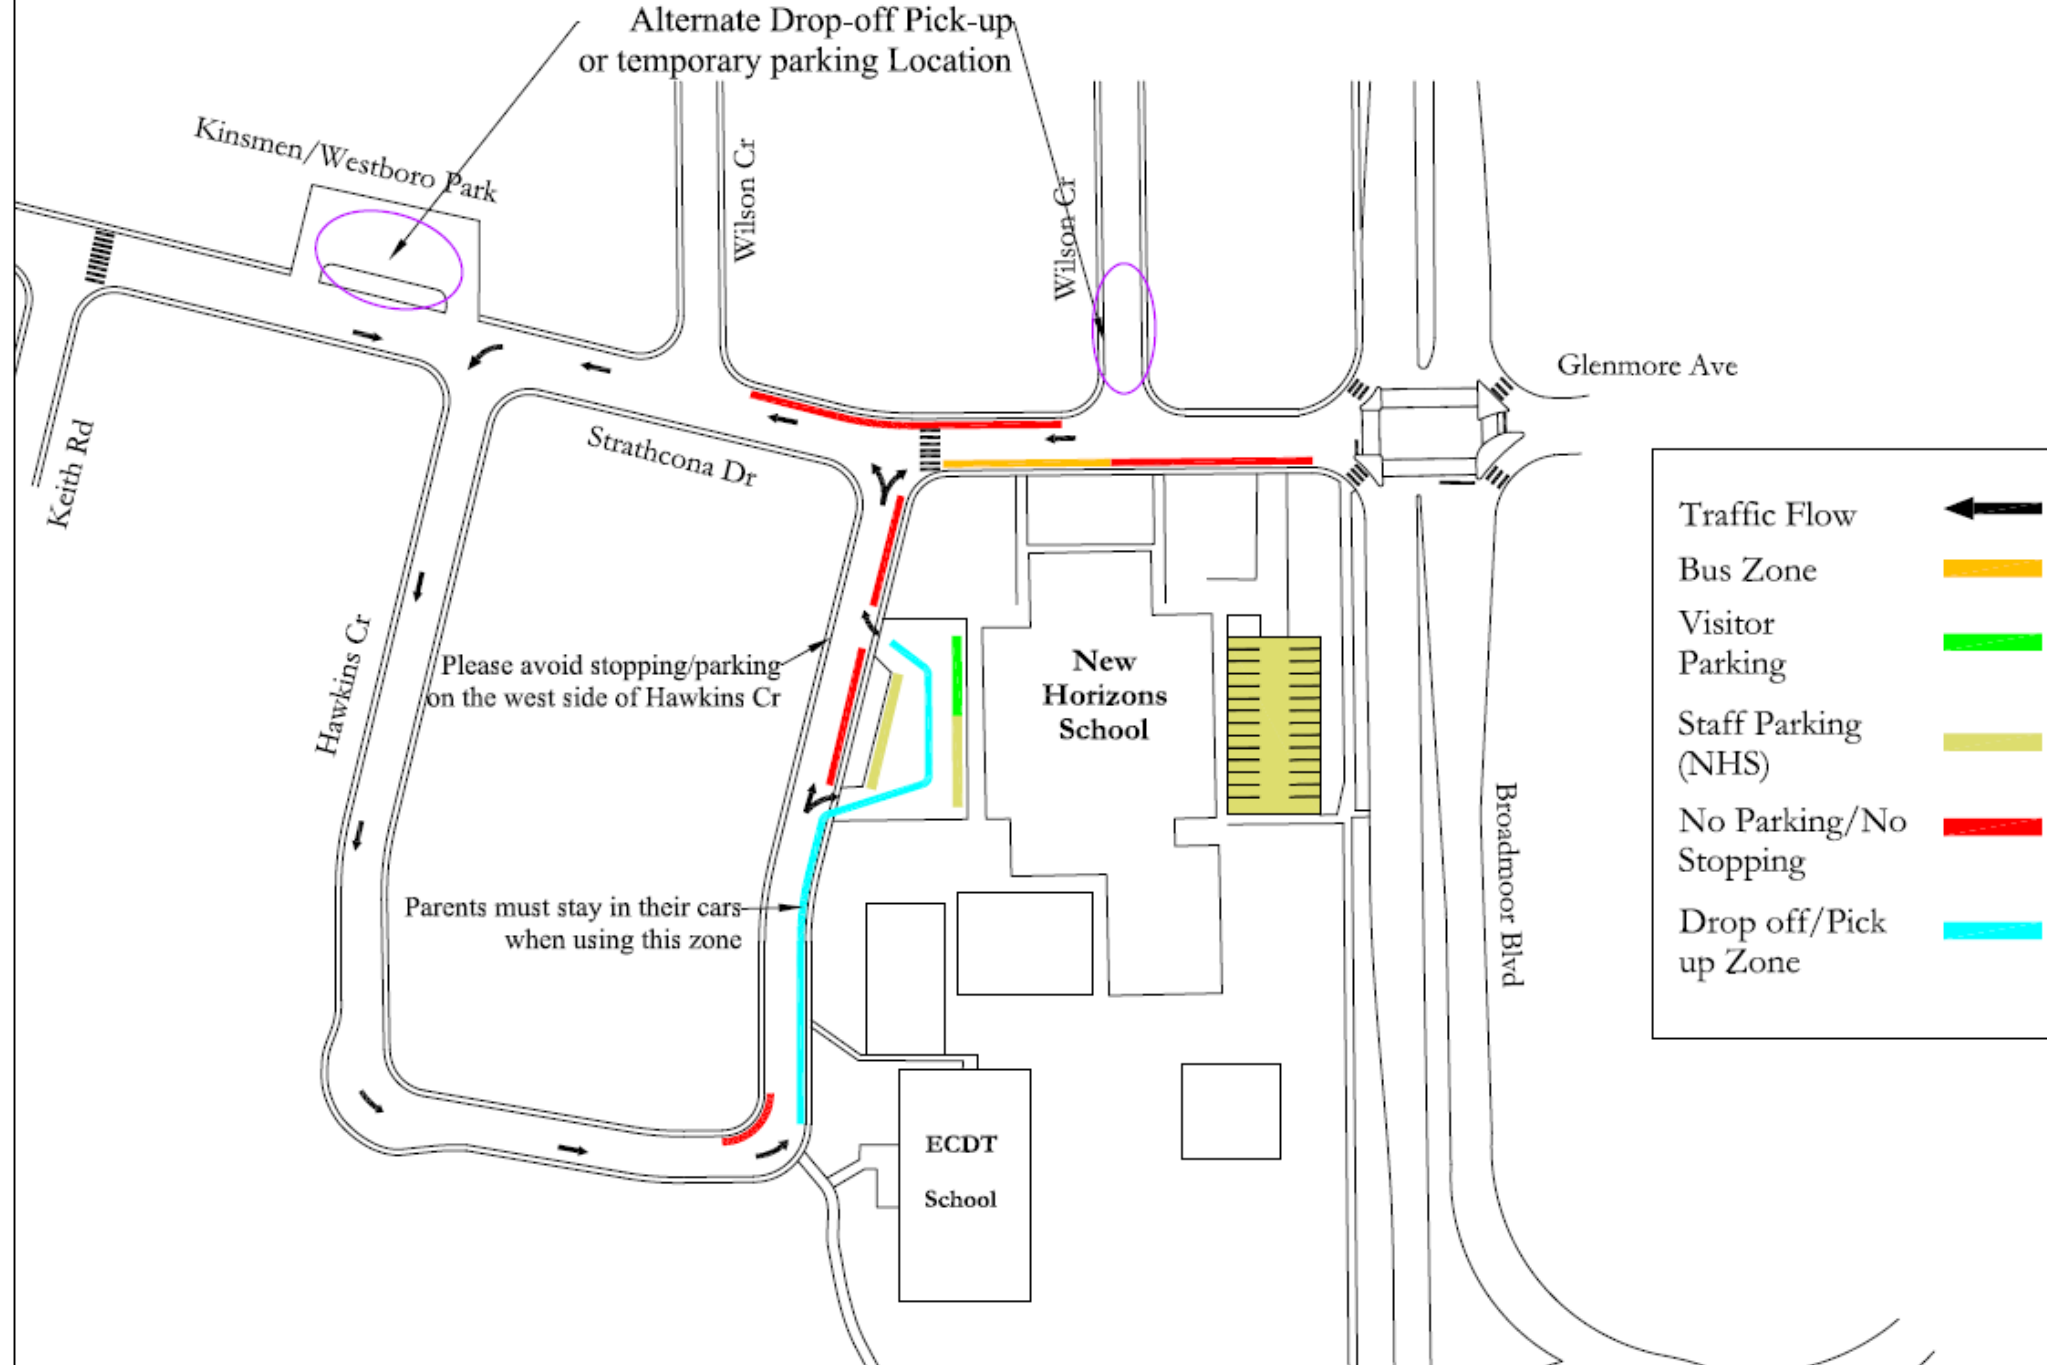 Alternate Drop-off Pick-up
or temporary parking Location
Kinsmen/Westboro Park
Wilson Cr
Wilson Cr
Glenmore Ave
Keith Rd
Strathcona Dr
Hawkins Cr
Please avoid stopping/parking
on the west side of Hawkins Cr
New
Horizons
School
Parents must stay in their cars
when using this zone
Broadmoor Blvd
ECDT
School
Traffic Flow
Bus Zone
Visitor
Parking
Staff Parking
(NHS)
No Parking/No
Stopping
Drop off/Pick
up Zone